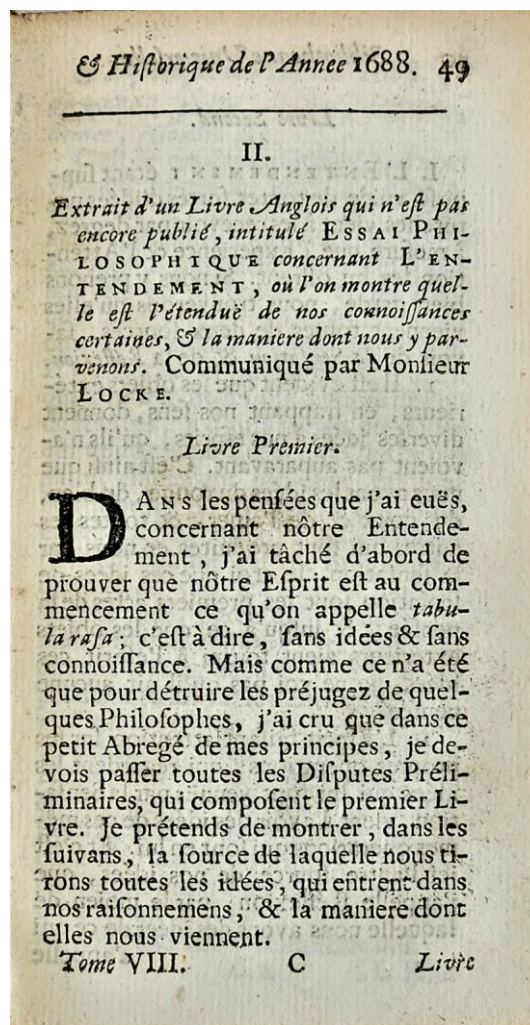 & Hiſtorique de l'Annee 1688. 49
II.
Extrait d'un Livre Anglois qui n'eſt pas
encore publié, intitulé ESSAI PHI-
LOSOPHIQUE concernant L'EN-
TENDEMENT, où l'on montre quel-
le eſt l'étenduë de nos connoiſſances
certaines, & la maniere dont nous y par-
venons. Communiqué par Monſieur
LOCKE.
Livre Premier.
DANS les penſées que j'ai euës,
concernant nôtre Entende-
ment, j'ai tâché d'abord de
prouver que nôtre Eſprit eſt au com-
mencement ce qu'on appelle tabu-
la raſa; c'eſt à dire, ſans idées & ſans
connoiſſance. Mais comme ce n'a été
que pour détruire les préjugez de quel-
ques Philoſophes, j'ai cru que dans ce
petit Abregé de mes principes, je de-
vois paſſer toutes les Diſputes Préli-
minaires, qui compoſent le premier Li-
vre. Je prétends de montrer, dans les
ſuivans, la ſource de laquelle nous ti-
rons toutes les idées, qui entrent dans
nos raiſonnemens, & la maniere dont
elles nous viennent.
Tome VIII. C Livre